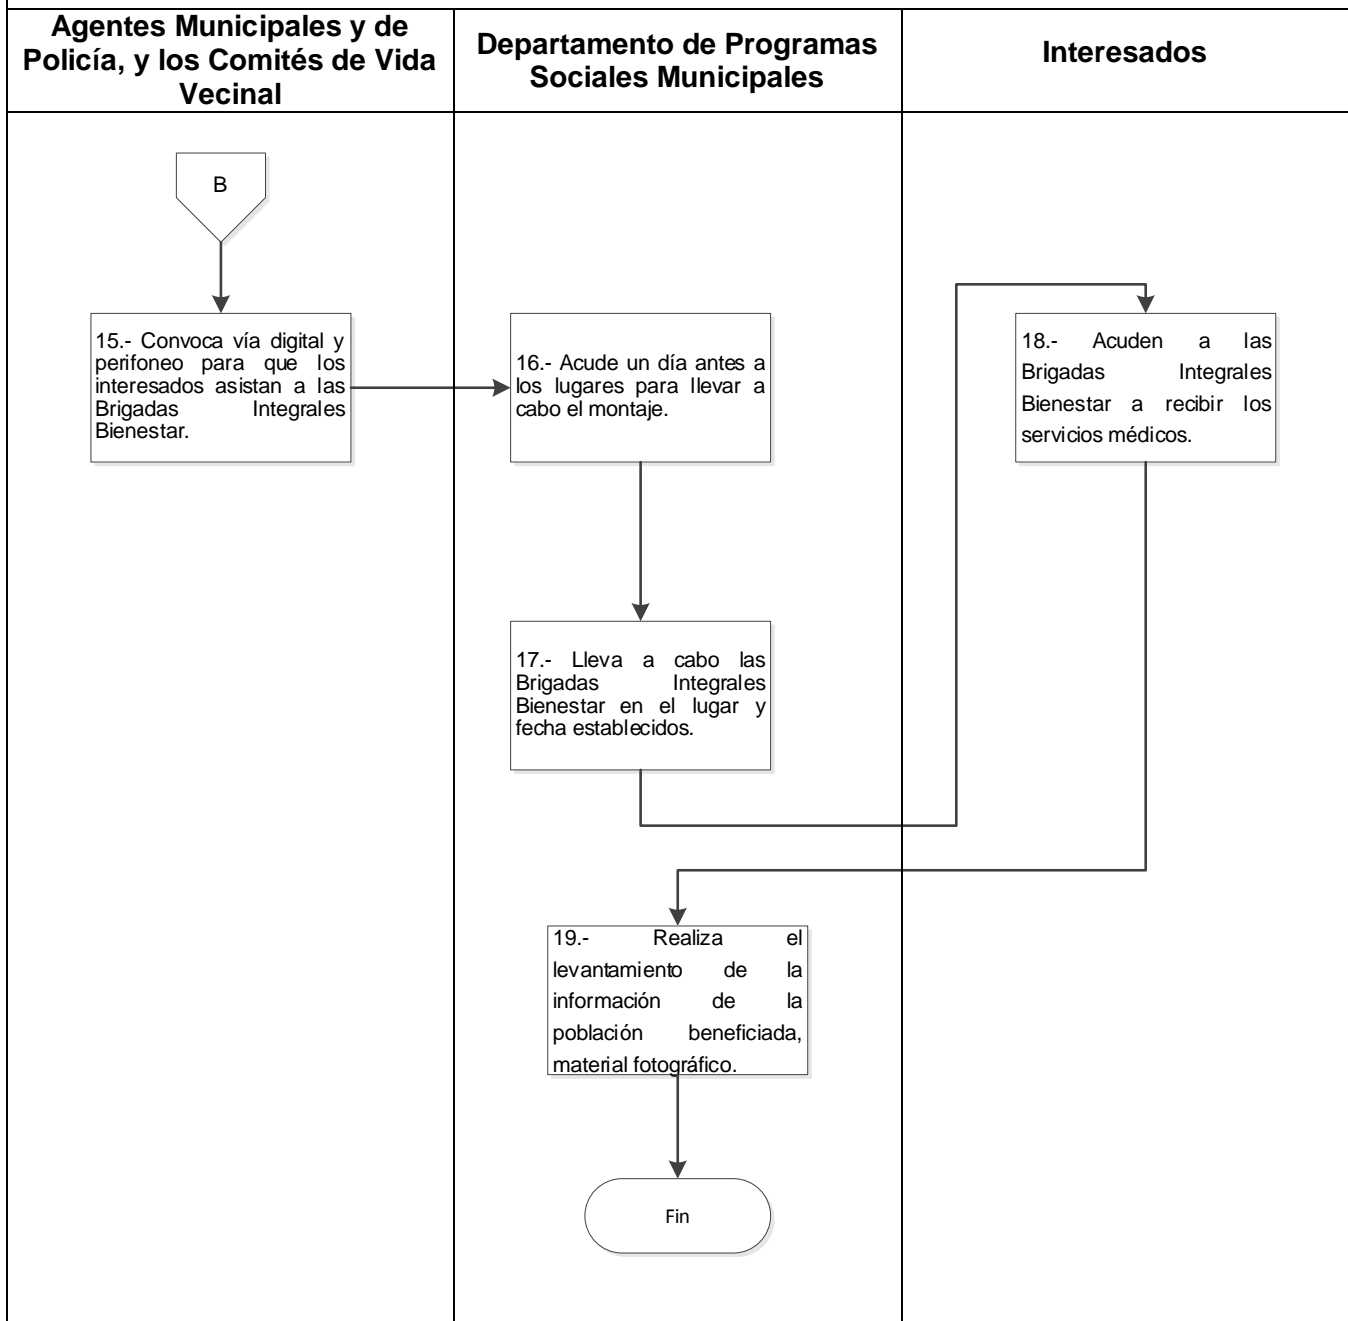 Agentes Municipales y de
Policía, y los Comités de Vida
Vecinal
Departamento de Programas
Sociales Municipales
Interesados
B
15.- Convoca vía digital y
perifoneo para que los
interesados asistan a las
Brigadas Integrales
Bienestar.
16.- Acude un día antes a
los lugares para llevar a
cabo el montaje.
17.- Lleva a cabo las
Brigadas Integrales
Bienestar en el lugar y
fecha establecidos.
18.- Acuden a las
Brigadas Integrales
Bienestar a recibir los
servicios médicos.
19.- Realiza el
levantamiento de la
información de la
población beneficiada,
material fotográfico.
Fin